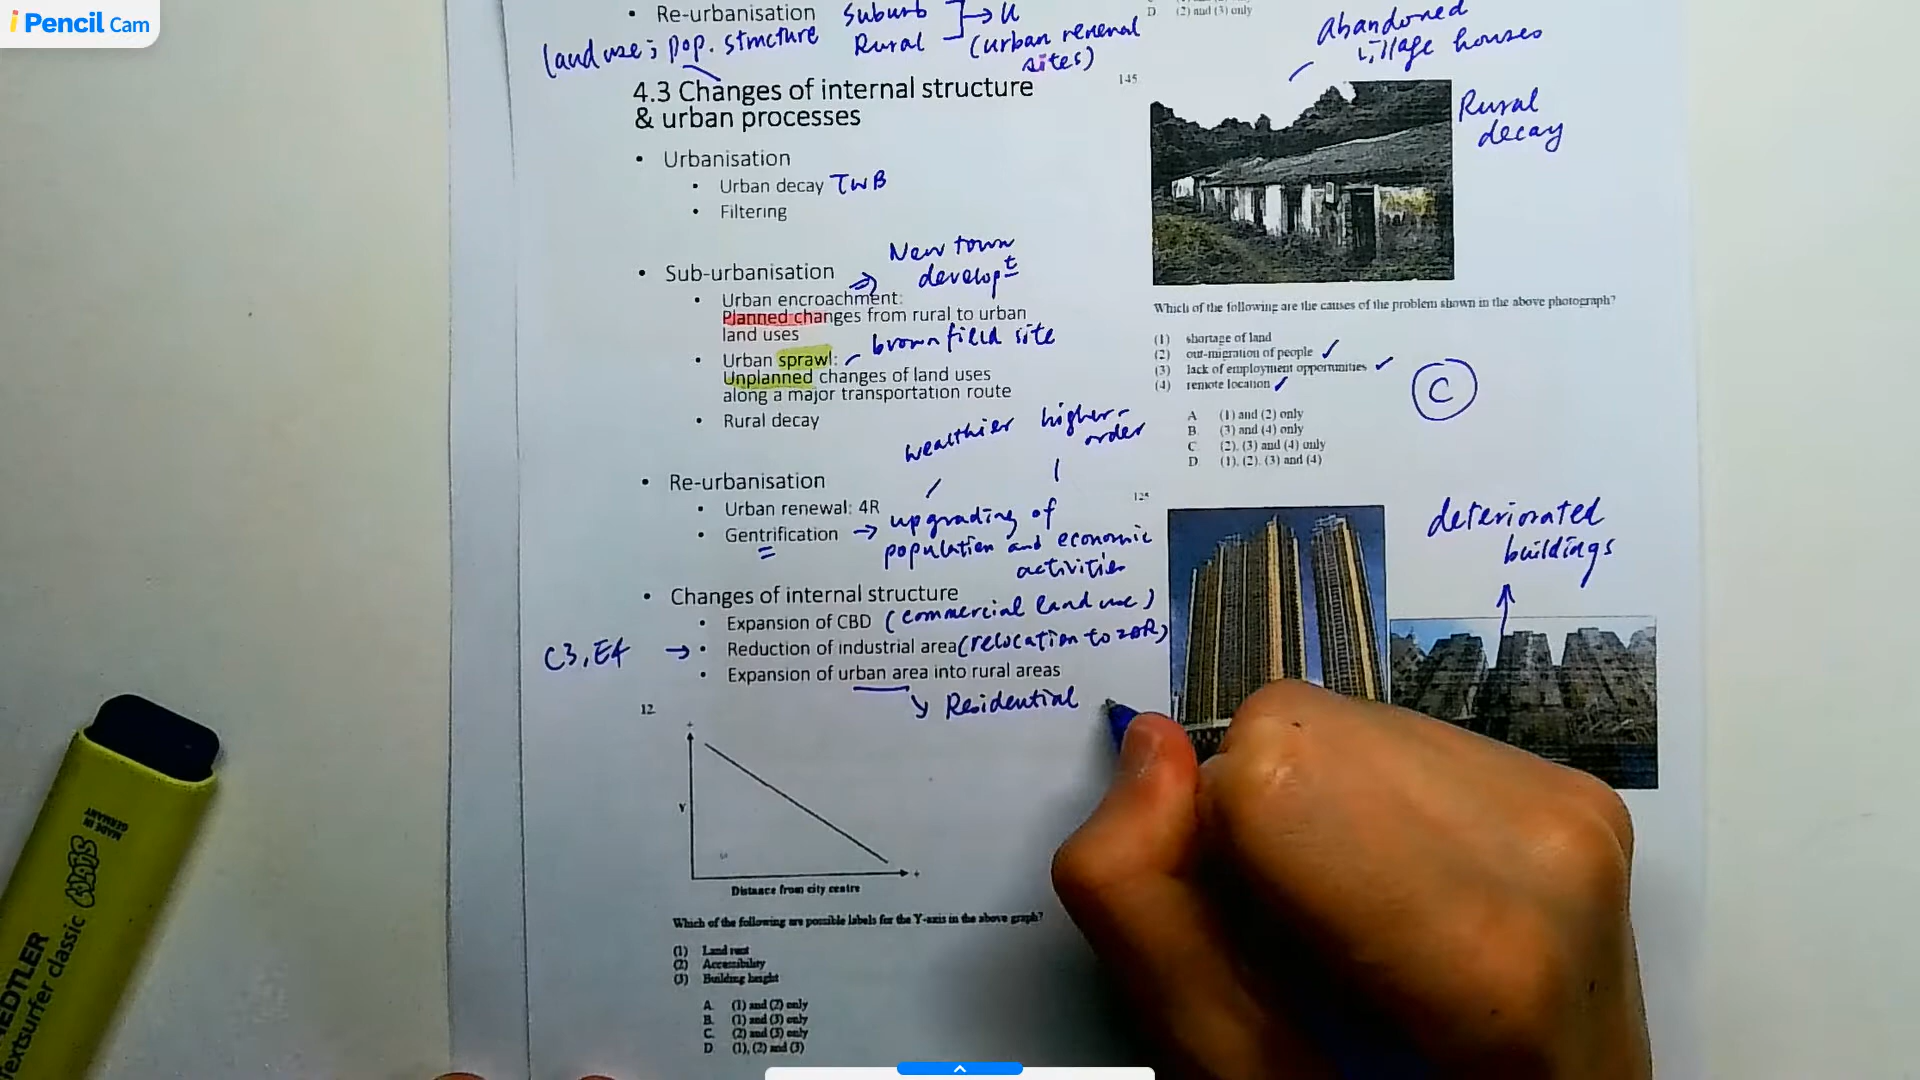 iPencil Cam
• Re-urbanisation Suburb → U
Rural (urban renewal sites)
land use; pop. structure
4.3 Changes of internal structure
& urban processes
• Urbanisation
• Urban decay TWB
• Filtering
• Sub-urbanisation
New town
develop t
• Urban encroachment:
Planned changes from rural to urban
land uses
• Urban sprawl: brownfield site
Unplanned changes of land uses
along a major transportation route
• Rural decay
wealthier higher-
order
• Re-urbanisation
• Urban renewal: 4R
• Gentrification → upgrading of
population and economic
activities
• Changes of internal structure
• Expansion of CBD (commercial land use)
C3, E4 → • Reduction of industrial area (relocation to
• Expansion of urban area into rural areas
Residential
12.
+
Y
+
Distance from city centre
Which of the following are possible labels for the Y-axis in the above graph?
(1) Land rent
(2) Accessibility
(3) Building height
A. (1) and (2) only
B. (1) and (3) only
C. (2) and (3) only
D. (1), (2) and (3)
D (2) and (3) only
145
Abandoned
village houses
Rural
decay
Which of the following are the causes of the problem shown in the above photograph?
(1) shortage of land
(2) out-migration of people ✓
(3) lack of employment opportunities ✓
(4) remote location ✓
C
A (1) and (2) only
B. (3) and (4) only
C (2), (3) and (4) only
D (1), (2), (3) and (4)
deteriorated
buildings
MADE IN
GERMANY
textsurfer classic